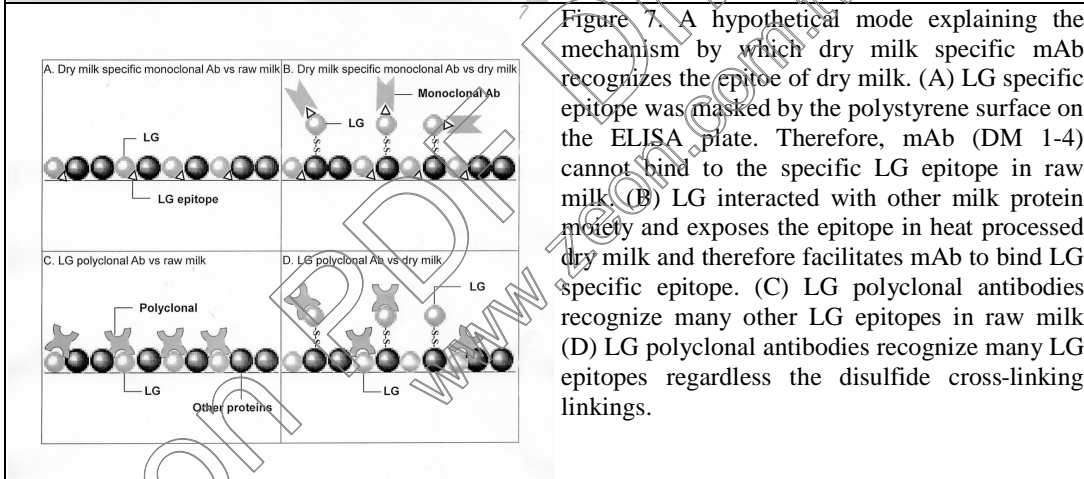 A. Dry milk specific monoclonal Ab vs raw milk
B. Dry milk specific monoclonal Ab vs dry milk
Monoclonal Ab
LG
LG
S-S
S-S
S-S
LG epitope
C. LG polyclonal Ab vs raw milk
D. LG polyclonal Ab vs dry milk
LG
Polyclonal
S-S
S-S
S-S
LG
LG
Other proteins
Figure 7. A hypothetical mode explaining the
mechanism by which dry milk specific mAb
recognizes the epitoe of dry milk. (A) LG specific
epitope was masked by the polystyrene surface on
the ELISA plate. Therefore, mAb (DM 1-4)
cannot bind to the specific LG epitope in raw
milk. (B) LG interacted with other milk protein
moiety and exposes the epitope in heat processed
dry milk and therefore facilitates mAb to bind LG
specific epitope. (C) LG polyclonal antibodies
recognize many other LG epitopes in raw milk
(D) LG polyclonal antibodies recognize many LG
epitopes regardless the disulfide cross-linking
linkings.